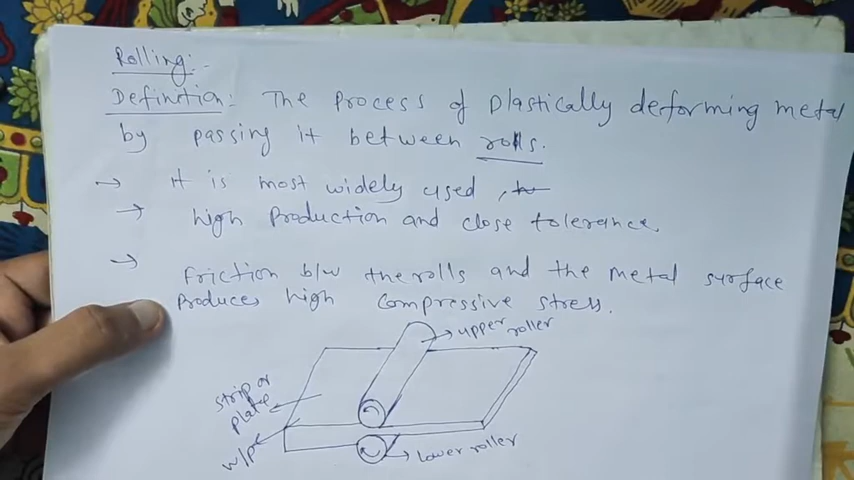 Rolling:-
Definition: The Process of Plastically deforming metal
by passing it between rolls.
→ It is most widely used,
→ high Production and close tolerance.
→ Friction b/w the rolls and the metal surface
Produces high Compressive stress.
upper roller
strip or
plate
w/p
lower roller